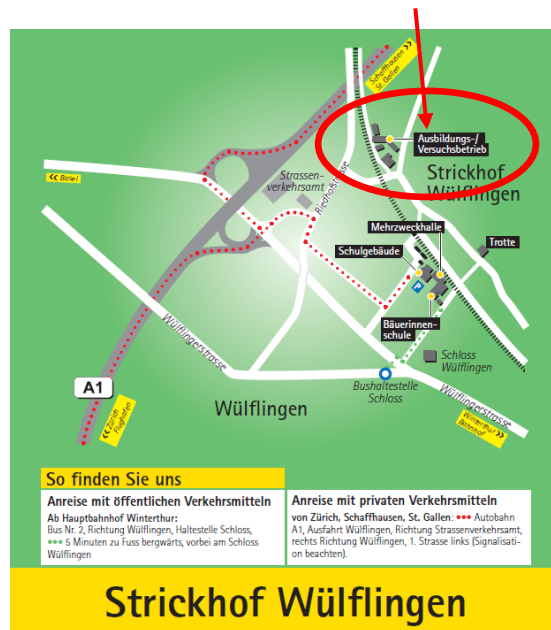 Schaffhausen >>
St. Gallen
Ausbildungs-/
Versuchsbetrieb
Strickhof
Wülflingen
<< Basel
Strassen-
verkehrsamt
Riedhofstrasse
Mehrzweckhalle
Trotte
Schulgebäude
P
Bäuerinnen-
schule
Schloss
Wülflingen
Wülflingerstrasse
Bushaltestelle
Schloss
A1
Wülflingen
Wülflingerstrasse
<< Zürich
Flughafen
Winterthur >>
Bahnhof
So finden Sie uns
Anreise mit öffentlichen Verkehrsmitteln
Ab Hauptbahnhof Winterthur:
Bus Nr. 2, Richtung Wülflingen, Haltestelle Schloss,
●●● 5 Minuten zu Fuss bergwärts, vorbei am Schloss
Wülflingen
Anreise mit privaten Verkehrsmitteln
von Zürich, Schaffhausen, St. Gallen: ●●● Autobahn
A1, Ausfahrt Wülflingen, Richtung Strassenverkehrsamt,
rechts Richtung Wülflingen, 1. Strasse links (Signalisati-
on beachten).
Strickhof Wülflingen